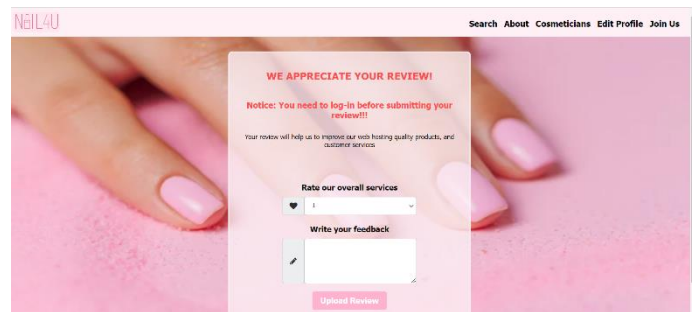 NàIL4U
Search About Cosmeticians Edit Profile Join Us
WE APPRECIATE YOUR REVIEW!
Notice: You need to log-in before submitting your
review!!!
Your review will help us to improve our web hosting quality products, and
customer services
Rate our overall services
1
Write your feedback
Upload Review